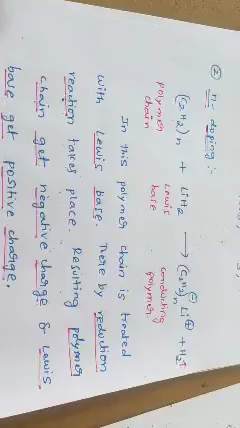 ② n- doping :-
(C2H2)n + LiH2 ⟶ (C2H3)n⊖ Li⊕ + H2↑
polymer Lewis conducting
chain base polymer
In this polymer chain is treated
with Lewis base. There by reduction
reaction takes place. Resulting polymer
chain get negative charge & Lewis
base get positive charge.